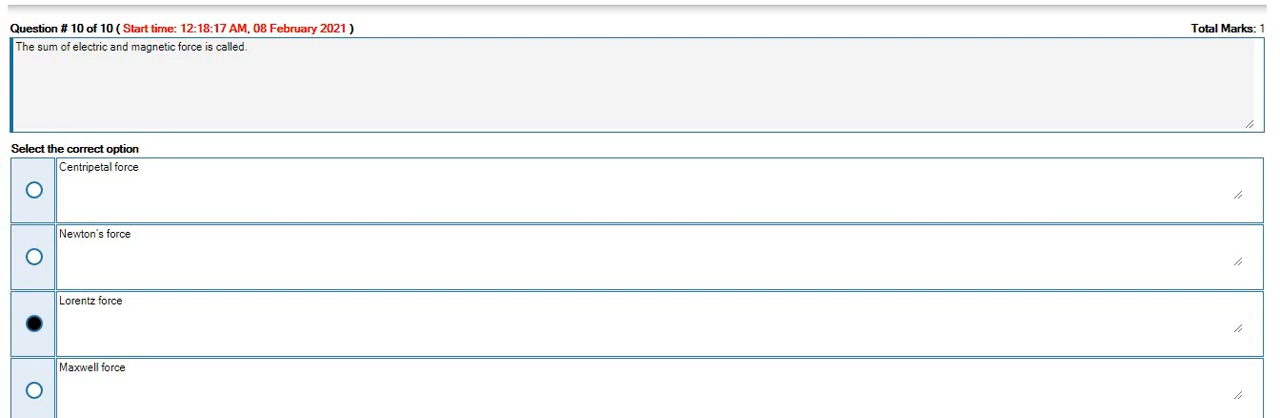 Question # 10 of 10 ( Start time: 12:18:17 AM, 08 February 2021 ) Total Marks: 1
The sum of electric and magnetic force is called.
Select the correct option
Centripetal force
Newton's force
Lorentz force
Maxwell force